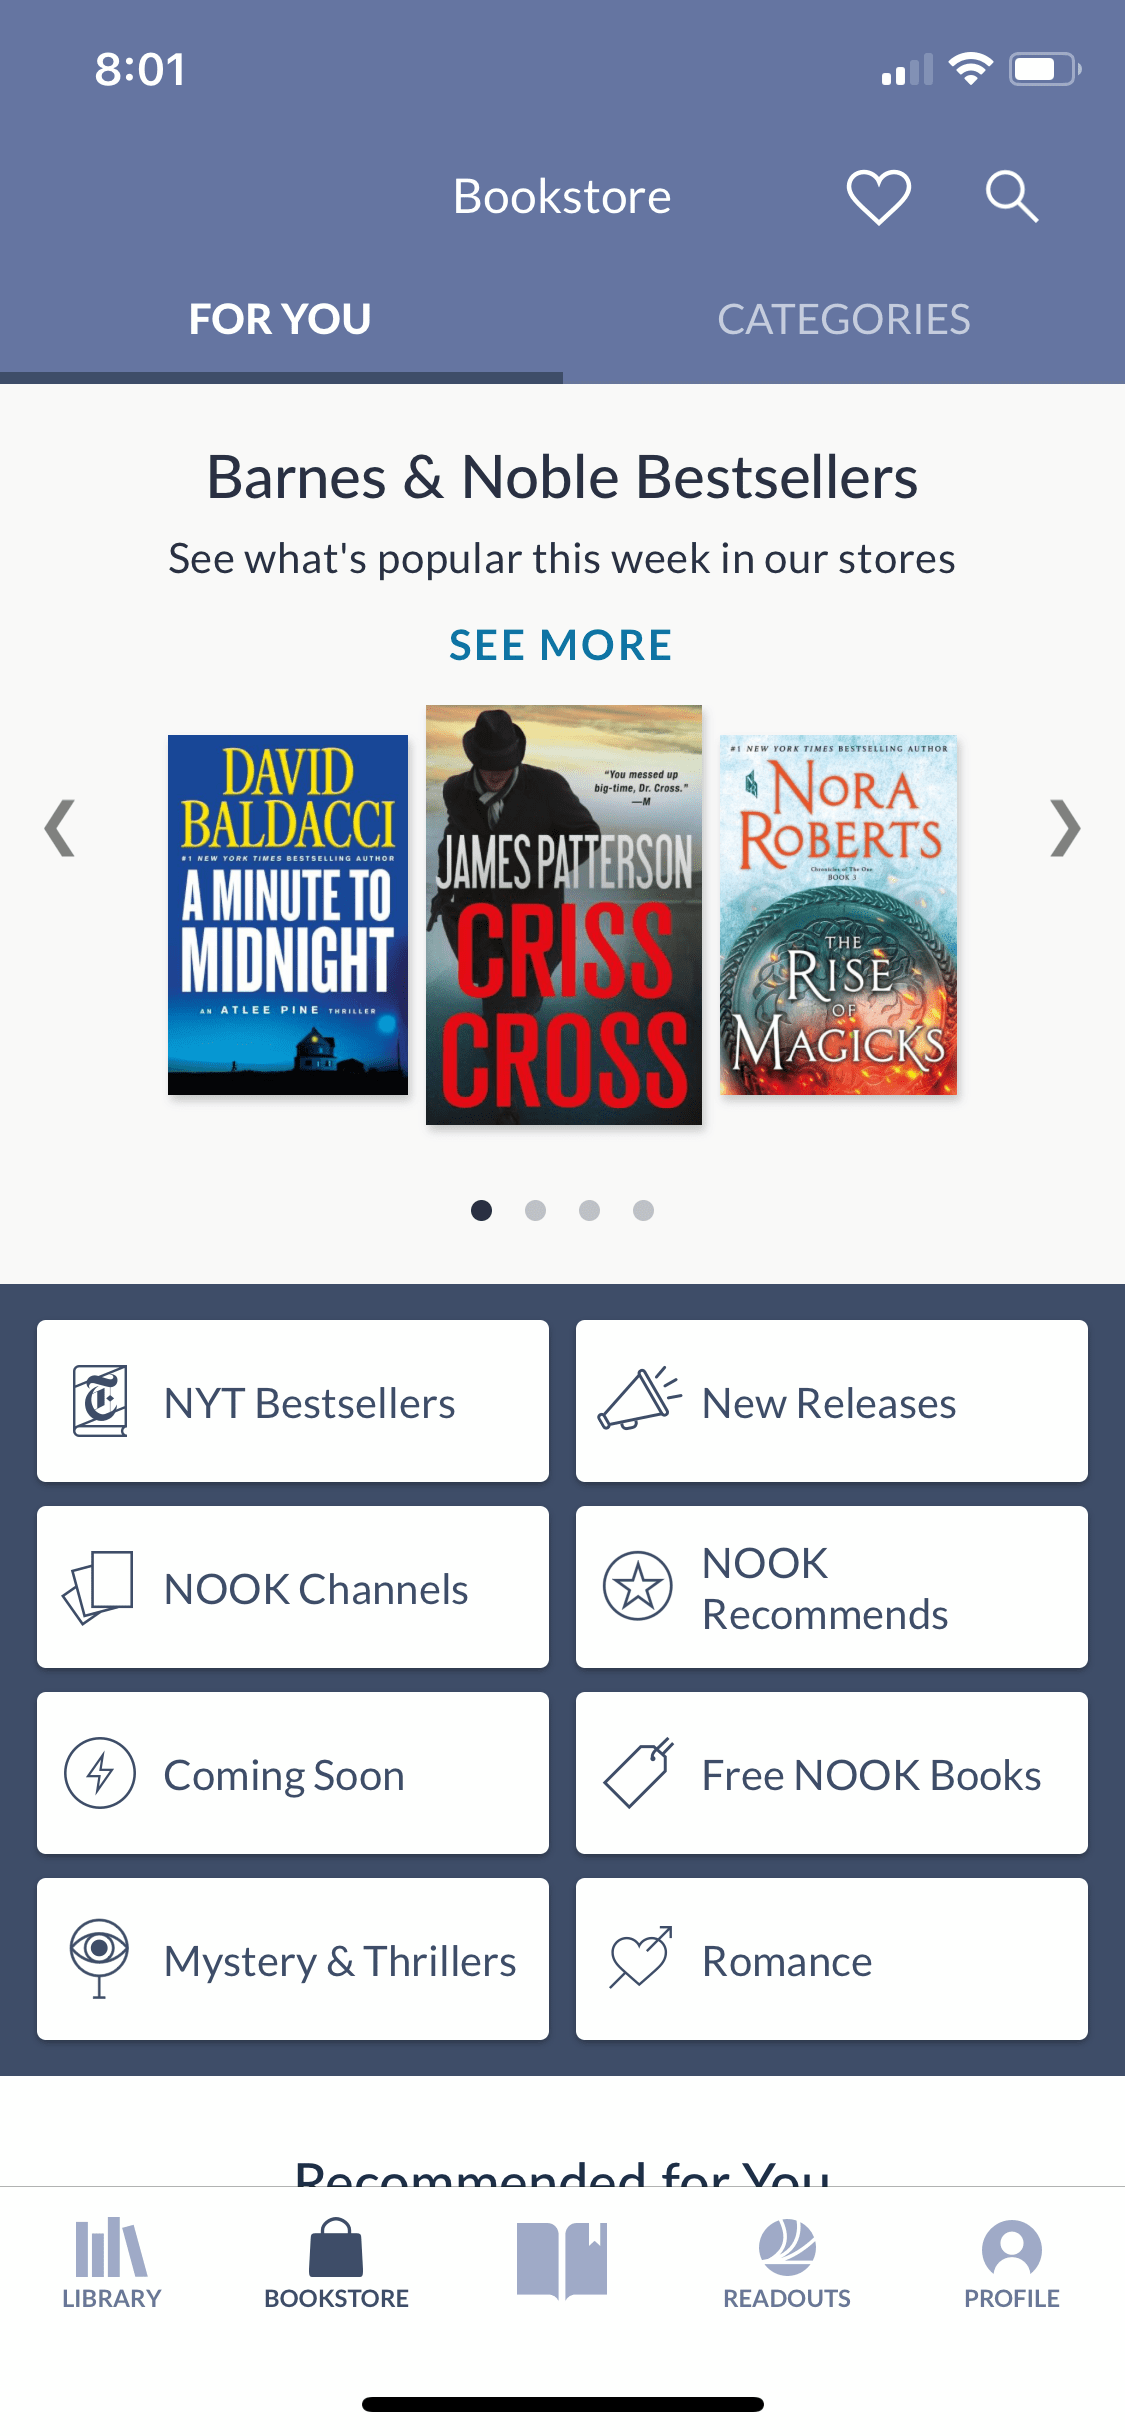 8:01
Bookstore
FOR YOU
CATEGORIES
Barnes & Noble Bestsellers
See what's popular this week in our stores
SEE MORE
DAVID
BALDACCI
#1 NEW YORK TIMES BESTSELLING AUTHOR
A MINUTE TO
MIDNIGHT
AN ATLEE PINE THRILLER
"You messed up
big-time, Dr. Cross."
—M
JAMES PATTERSON
CRISS
CROSS
#1 NEW YORK TIMES BESTSELLING AUTHOR
NORA
ROBERTS
Chronicles of The One
BOOK 3
THE
RISE
OF
MAGICKS
NYT Bestsellers
New Releases
NOOK Channels
NOOK
Recommends
Coming Soon
Free NOOK Books
Mystery & Thrillers
Romance
Recommended for You
LIBRARY
BOOKSTORE
READOUTS
PROFILE